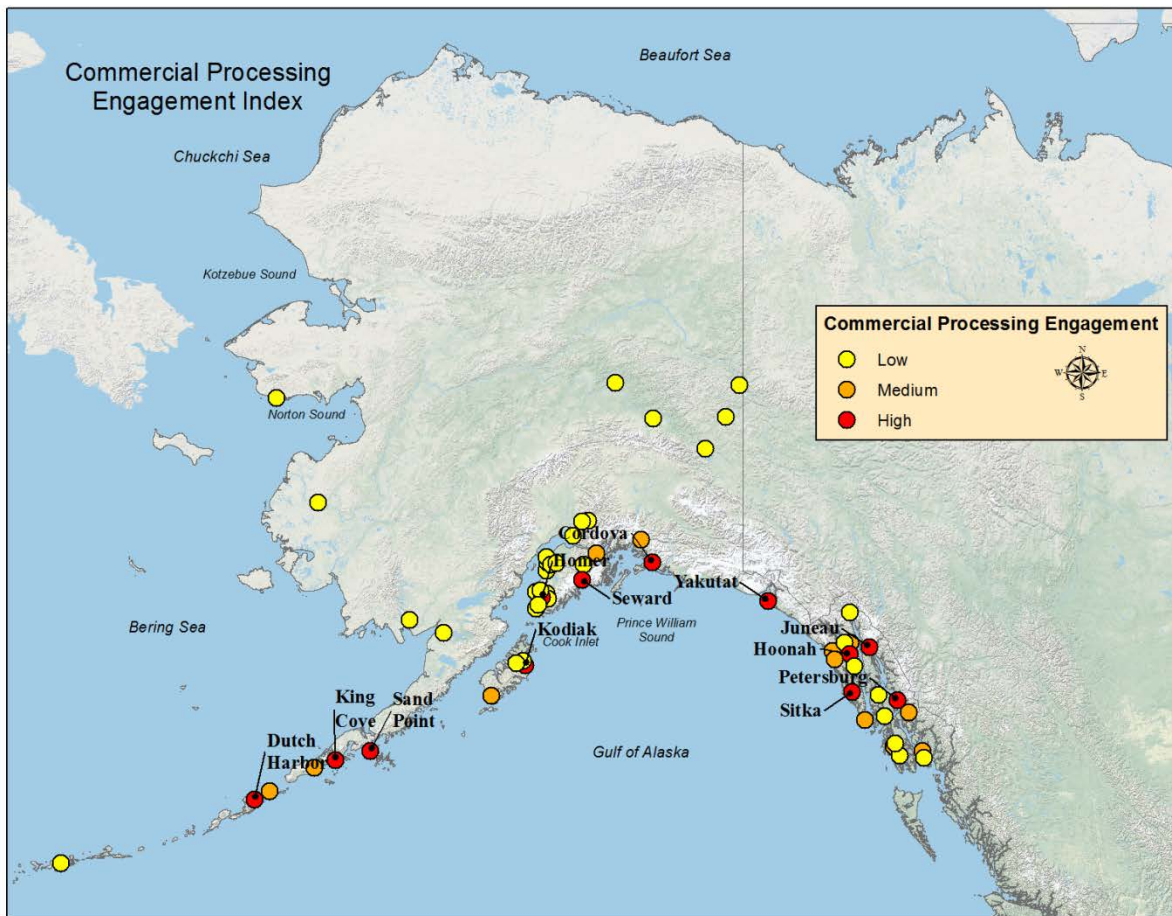 Commercial Processing
Engagement Index
Beaufort Sea
Chuckchi Sea
Kotzebue Sound
Commercial Processing Engagement
Low
Medium
High
N
W
E
S
Norton Sound
Cordova
Homer
Yakutat
Seward
Prince William
Sound
Kodiak
Cook Inlet
Bering Sea
Juneau
Hoonah
Petersburg
Sitka
King
Cove
Sand
Point
Dutch
Harbor
Gulf of Alaska